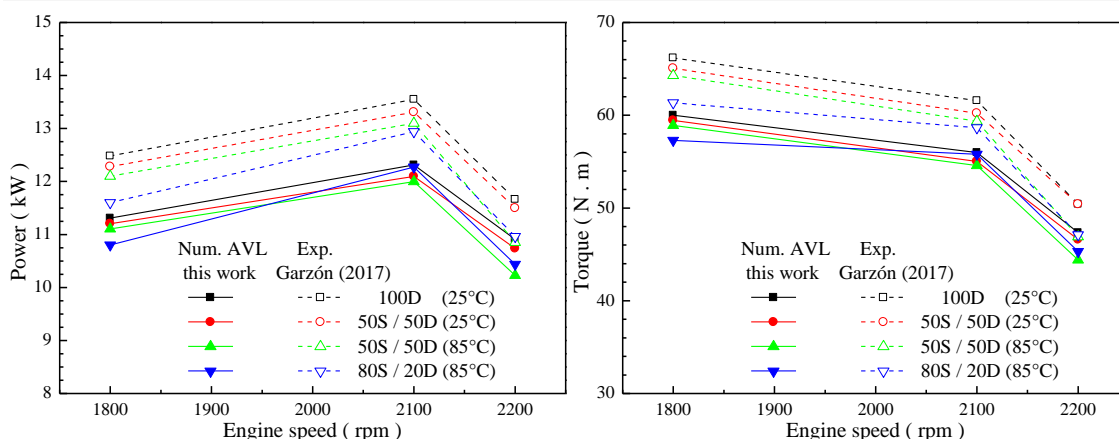 15
14
13
12
11
10
9
8
Power ( kW )
1800
1900
2000
2100
2200
Engine speed ( rpm )
Num. AVL Exp.
this work Garzón (2017)
100D (25°C)
50S / 50D (25°C)
50S / 50D (85°C)
80S / 20D (85°C)
70
60
50
40
30
Torque ( N . m )
1800
1900
2000
2100
2200
Engine speed ( rpm )
Num. AVL Exp.
this work Garzón (2017)
100D (25°C)
50S / 50D (25°C)
50S / 50D (85°C)
80S / 20D (85°C)